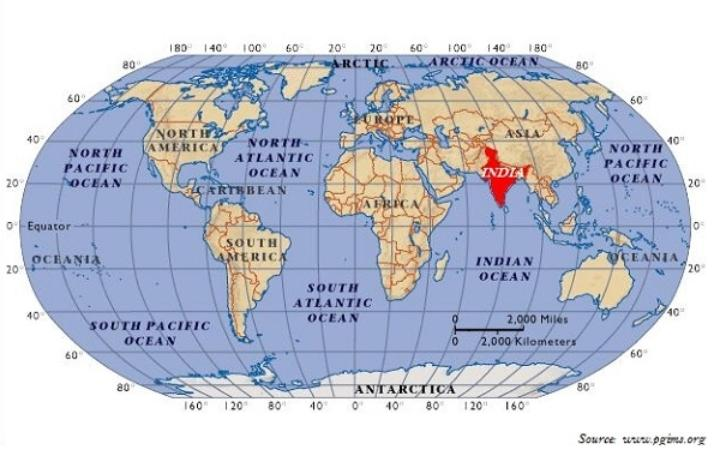 180° 140° 100° 60° 20° 20° 60° 100° 140° 180°
80° ARCTIC ARCTIC OCEAN 80°
60° 60°
EUROPE
NORTH AMERICA
ASIA
40° 40°
NORTH ATLANTIC OCEAN
NORTH PACIFIC OCEAN
NORTH PACIFIC OCEAN
INDIA
20° 20°
CARIBBEAN
AFRICA
0° Equator 0°
SOUTH AMERICA
OCEANIA
OCEANIA
INDIAN OCEAN
20° 20°
SOUTH ATLANTIC OCEAN
40° 40°
SOUTH PACIFIC OCEAN
0 2,000 Miles
0 2,000 Kilometers
60° 60°
80° 80°
ANTARCTICA
160° 120° 80° 40° 0° 40° 80° 120° 160°
Source: www.pgims.org